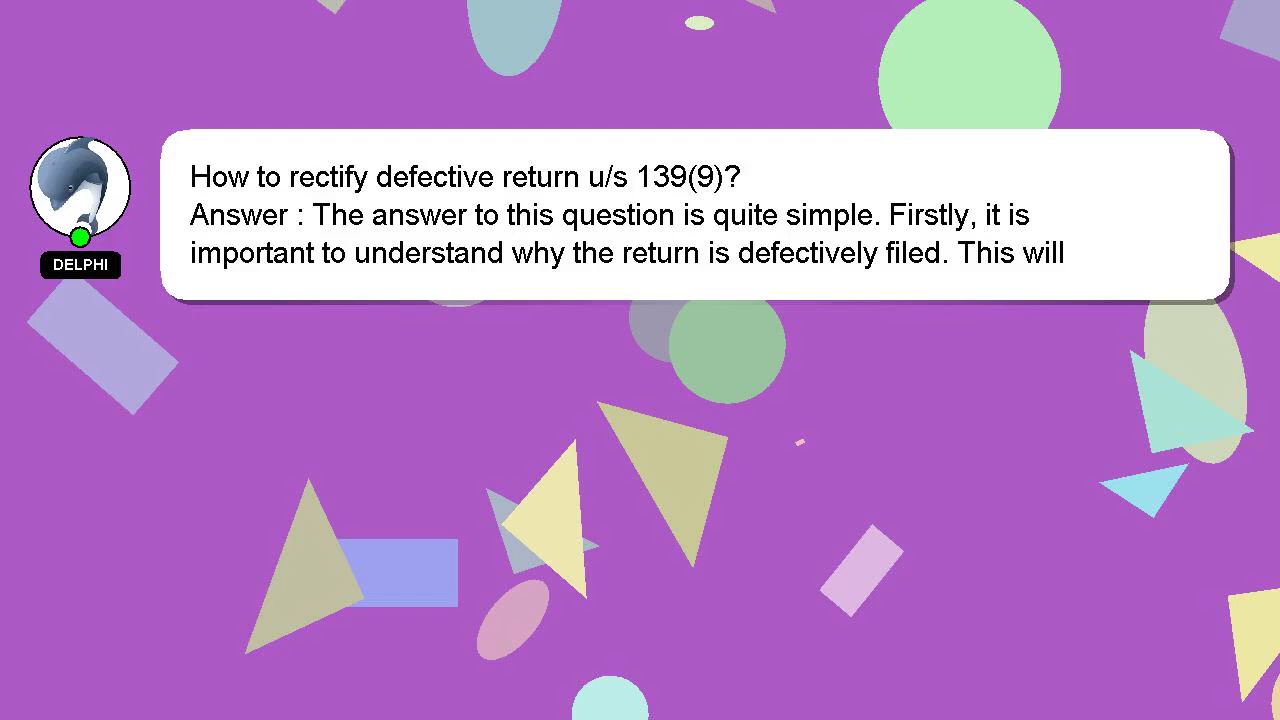 How to rectify defective return u/s 139(9)?
Answer : The answer to this question is quite simple. Firstly, it is
important to understand why the return is defectively filed. This will
DELPHI